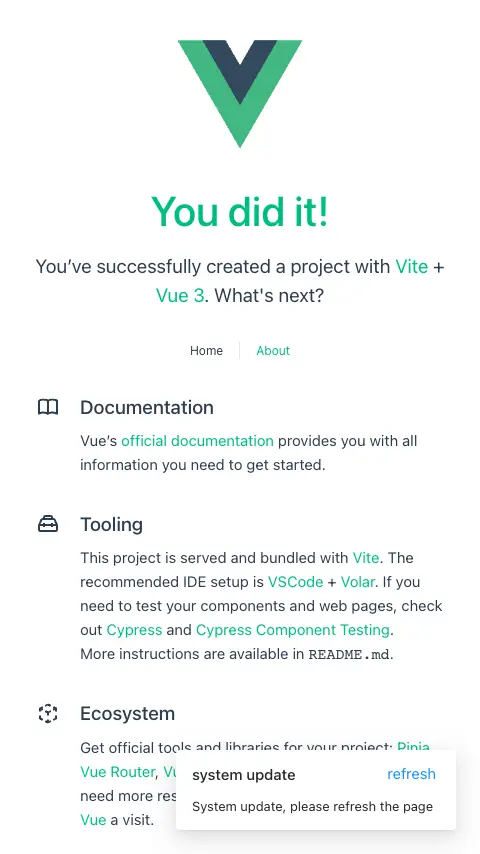 You did it!
You’ve successfully created a project with Vite +
Vue 3. What's next?
Home About
Documentation
Vue’s official documentation provides you with all
information you need to get started.
Tooling
This project is served and bundled with Vite. The
recommended IDE setup is VSCode + Volar. If you
need to test your components and web pages, check
out Cypress and Cypress Component Testing.
More instructions are available in README.md.
Ecosystem
Get official tools and libraries for your project: Pinia,
Vue Router,
need more
Vue a visit.
system update refresh
System update, please refresh the page